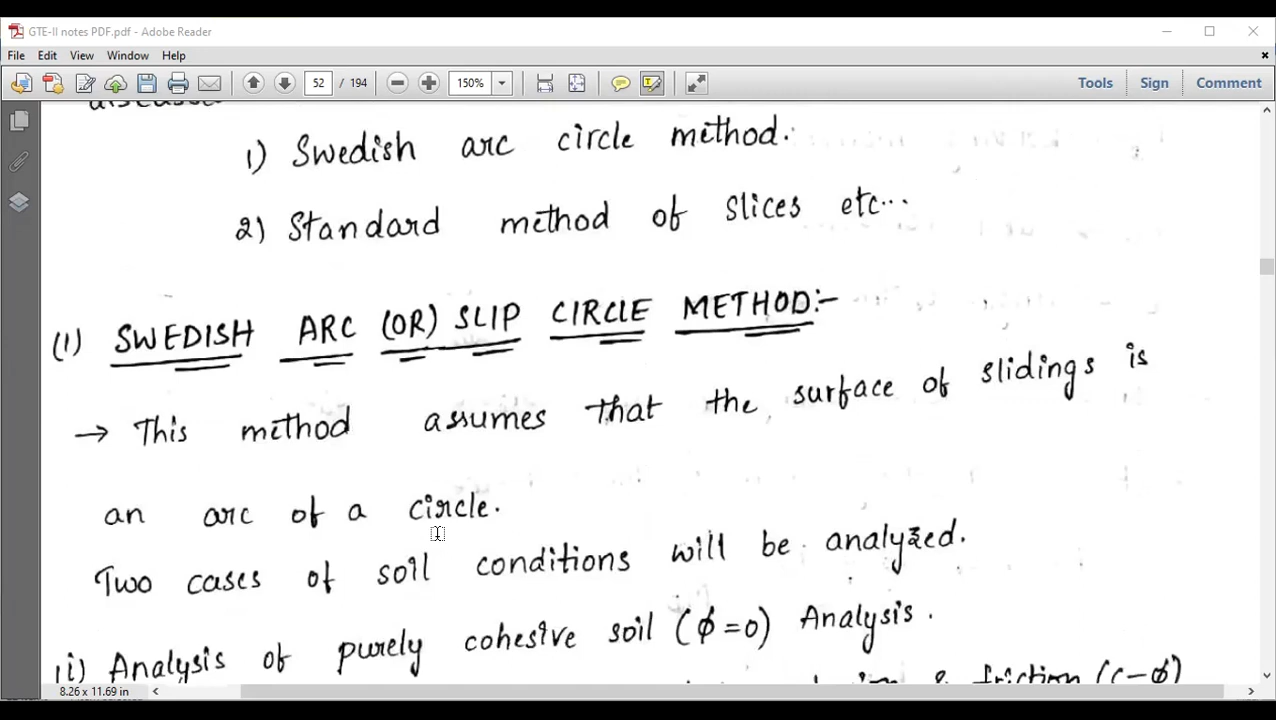 GTE-II notes PDF.pdf - Adobe Reader
File Edit View Window Help
52 / 194 150% Tools Sign Comment
1) Swedish arc circle method.
2) Standard method of slices etc...
(1) SWEDISH ARC (OR) SLIP CIRCLE METHOD:-
→ This method assumes that the surface of slidings is
an arc of a circle.
Two cases of soil conditions will be analyzed.
(i) Analysis of purely cohesive soil (φ=0) Analysis.
& friction (c-φ)
8.26 x 11.69 in